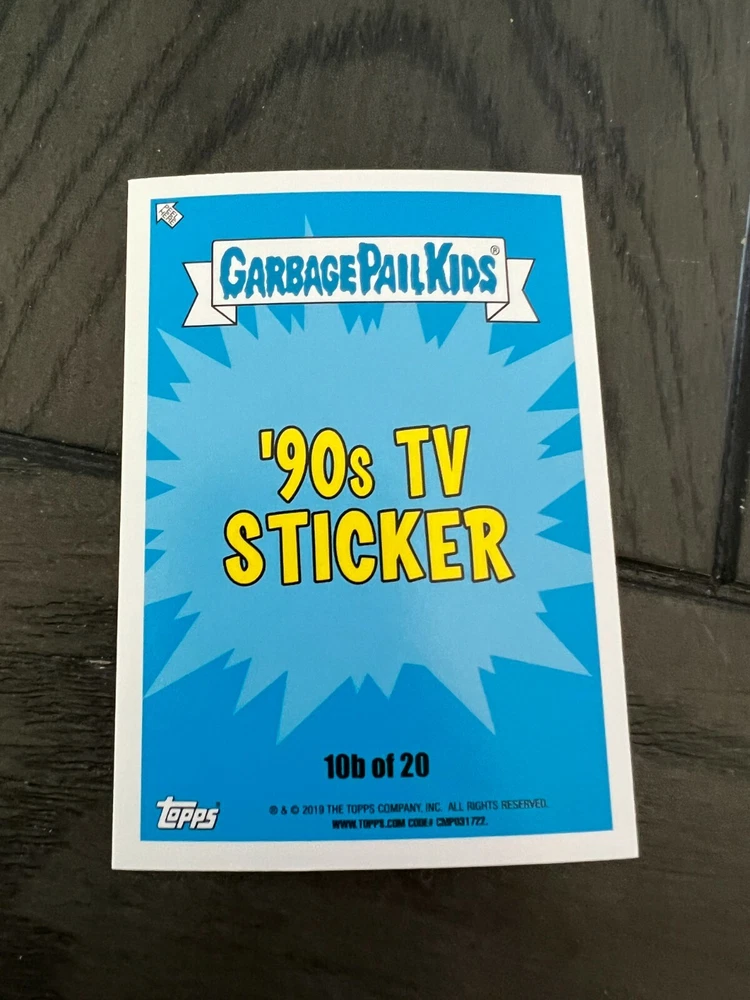 GARBAGE PAIL KIDS®
'90s TV
STICKER
10b of 20
topps®
® & © 2019 THE TOPPS COMPANY, INC. ALL RIGHTS RESERVED.
WWW.TOPPS.COM CODE# CMP031722.